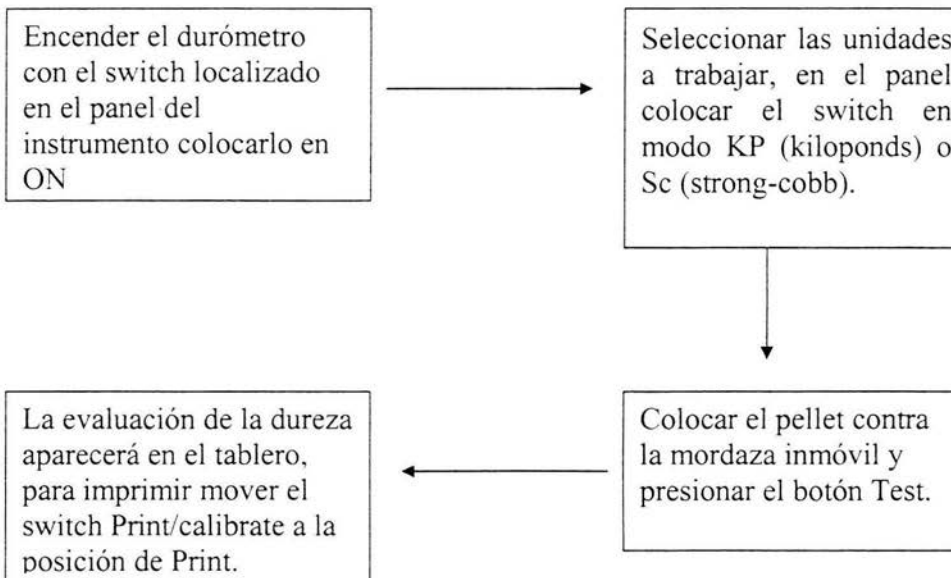 Encender el durómetro
con el switch localizado
en el panel del
instrumento colocarlo en
ON
Seleccionar las unidades
a trabajar, en el panel
colocar el switch en
modo KP (kiloponds) o
Sc (strong-cobb).
Colocar el pellet contra
la mordaza inmóvil y
presionar el botón Test.
La evaluación de la dureza
aparecerá en el tablero,
para imprimir mover el
switch Print/calibrate a la
posición de Print.